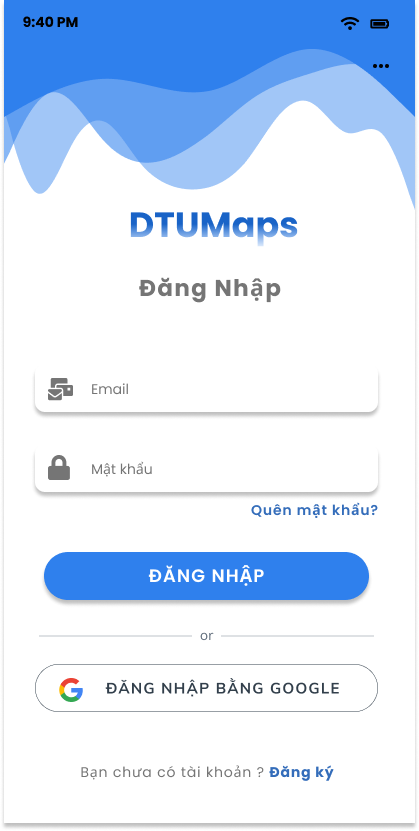 9:40 PM
DTUMaps
Đăng Nhập
Email
Mật khẩu
Quên mật khẩu?
ĐĂNG NHẬP
or
ĐĂNG NHẬP BẰNG GOOGLE
Bạn chưa có tài khoản ? Đăng ký